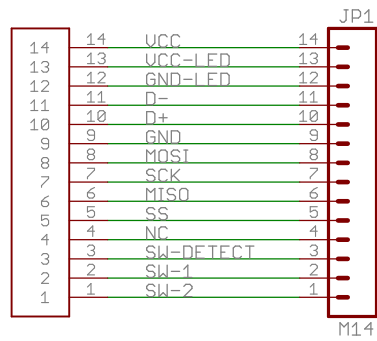 JP1
14 14 VCC 14
13 13 VCC-LED 13
12 12 GND-LED 12
11 11 D- 11
10 10 D+ 10
9 9 GND 9
8 8 MOSI 8
7 7 SCK 7
6 6 MISO 6
5 5 SS 5
4 4 NC 4
3 3 SW-DETECT 3
2 2 SW-1 2
1 1 SW-2 1
M14